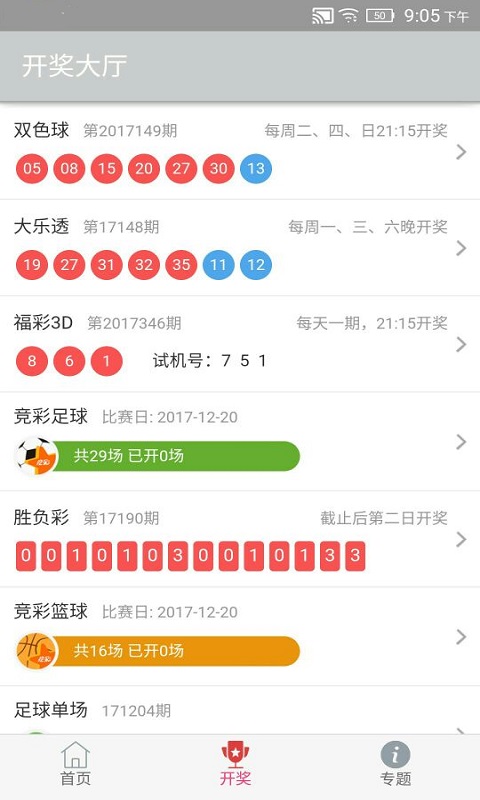 50 9:05 下午
开奖大厅
双色球 第2017149期 每周二、四、日21:15开奖
05 08 15 20 27 30 13
大乐透 第17148期 每周一、三、六晚开奖
19 27 31 32 35 11 12
福彩3D 第2017346期 每天一期，21:15开奖
8 6 1 试机号：7 5 1
竞彩足球 比赛日: 2017-12-20
共29场 已开0场
胜负彩 第17190期 截止后第二日开奖
0 0 1 0 1 0 3 0 0 1 0 1 3 3
竞彩篮球 比赛日: 2017-12-20
共16场 已开0场
足球单场 171204期
首页 开奖 专题